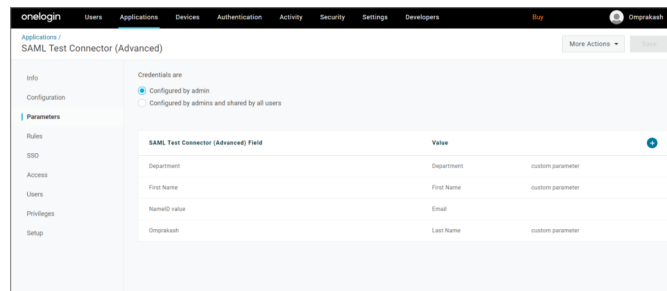 onelogin Users Applications Devices Authentication Activity Security Settings Developers Buy Omprakash
Applications /
SAML Test Connector (Advanced)
More Actions Save
Info
Configuration
Parameters
Rules
SSO
Access
Users
Privileges
Setup
Credentials are
Configured by admin
Configured by admins and shared by all users
SAML Test Connector (Advanced) Field Value
Department Department custom parameter
First Name First Name custom parameter
NameID value Email
Omprakash Last Name custom parameter